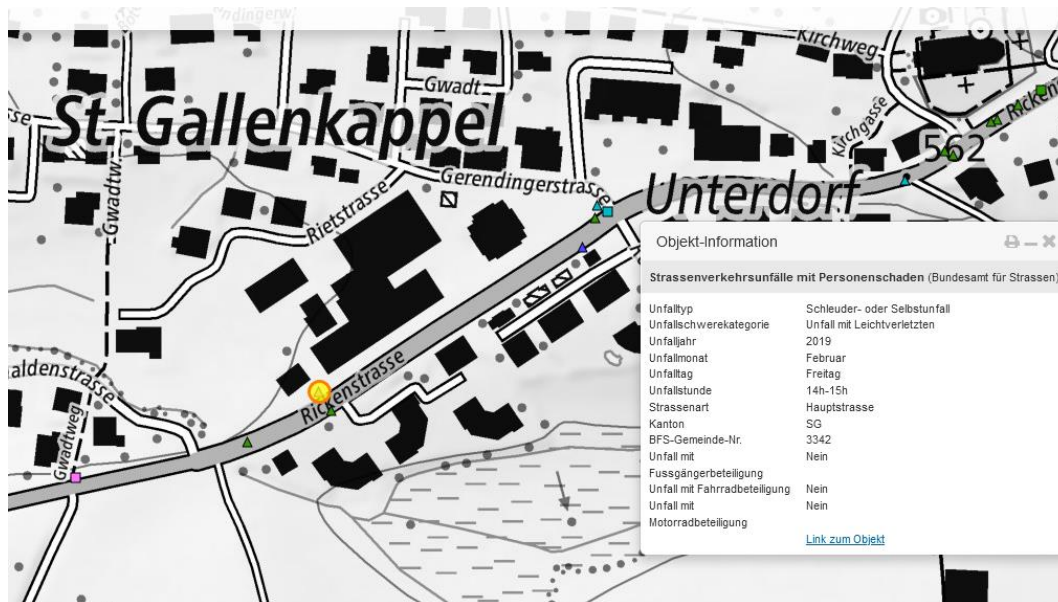 Kirchweg
Gwadt
St. Gallenkappel
Kirchgasse
Ricken
562
Gerendingerstrasse
Unterdorf
Gwadtw.
Rietstrasse
Objekt-Information
Strassenverkehrsunfälle mit Personenschaden (Bundesamt für Strassen)
Unfalltyp Schleuder- oder Selbstunfall
Unfallschwerekategorie Unfall mit Leichtverletzten
Unfalljahr 2019
Unfallmonat Februar
Unfalltag Freitag
Unfallstunde 14h-15h
Strassenart Hauptstrasse
Kanton SG
BFS-Gemeinde-Nr. 3342
Unfall mit Nein
Fussgängerbeteiligung
Unfall mit Fahrradbeteiligung Nein
Unfall mit Nein
Motorradbeteiligung
Link zum Objekt
aldenstrasse
Rickenstrasse
Gwadtweg